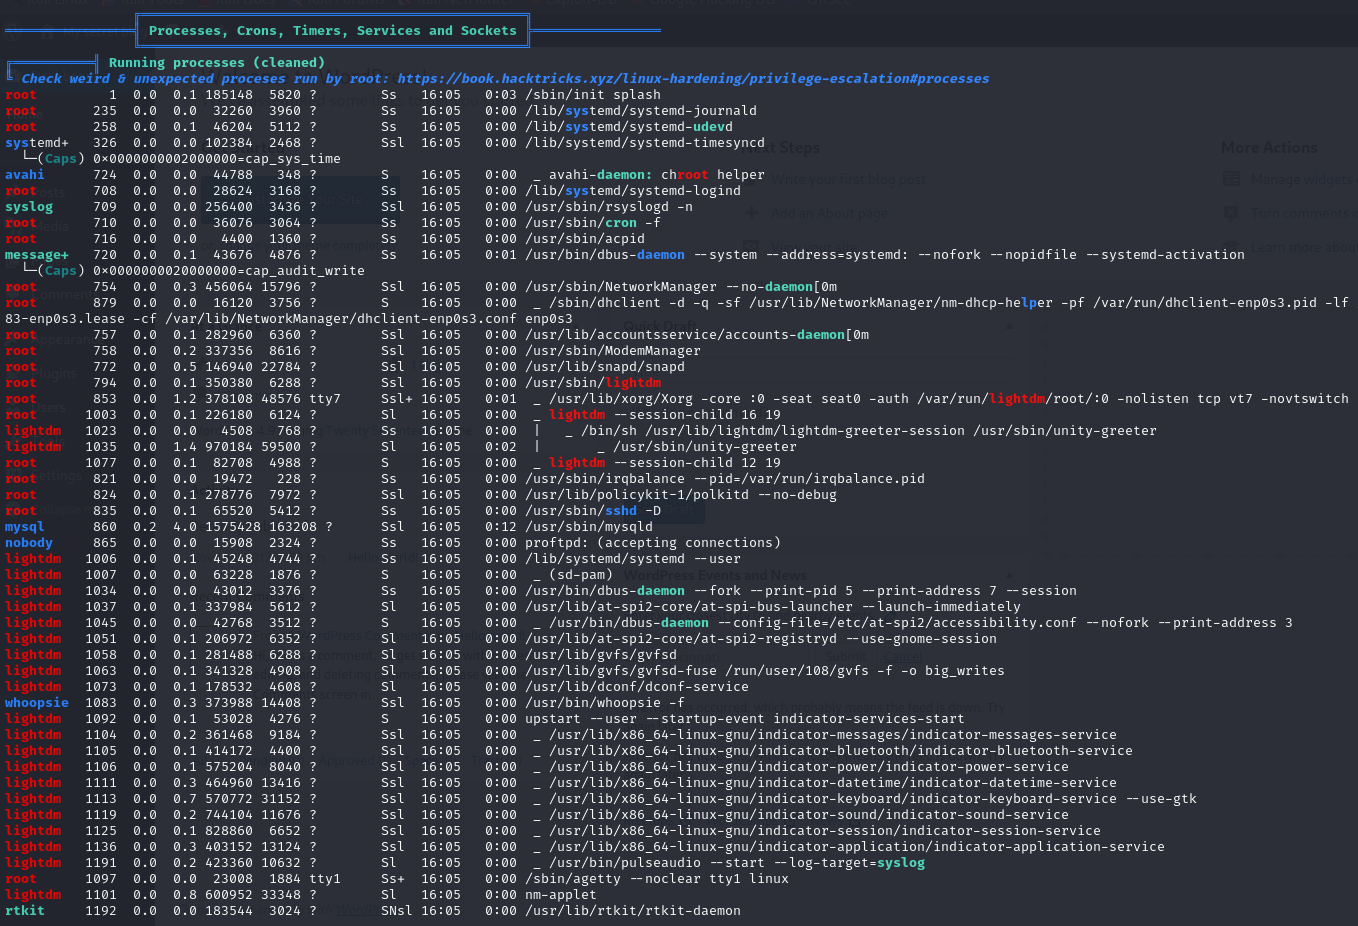 Processes, Crons, Timers, Services and Sockets
Running processes (cleaned)
Check weird & unexpected proceses run by root: https://book.hacktricks.xyz/linux-hardening/privilege-escalation#processes
root 1 0.0 0.1 185148 5820 ? Ss 16:05 0:03 /sbin/init splash
root 235 0.0 0.0 32260 3960 ? Ss 16:05 0:00 /lib/systemd/systemd-journald
root 258 0.0 0.1 46204 5112 ? Ss 16:05 0:00 /lib/systemd/systemd-udevd
systemd+ 326 0.0 0.0 102384 2468 ? Ssl 16:05 0:00 /lib/systemd/systemd-timesyncd
└─(Caps) 0×0000000002000000=cap_sys_time
avahi 724 0.0 0.0 44788 348 ? S 16:05 0:00 _ avahi-daemon: chroot helper
root 708 0.0 0.0 28624 3168 ? Ss 16:05 0:00 /lib/systemd/systemd-logind
syslog 709 0.0 0.0 256400 3436 ? Ssl 16:05 0:00 /usr/sbin/rsyslogd -n
root 710 0.0 0.0 36076 3064 ? Ss 16:05 0:00 /usr/sbin/cron -f
root 716 0.0 0.0 4400 1360 ? Ss 16:05 0:00 /usr/sbin/acpid
message+ 720 0.0 0.1 43676 4876 ? Ss 16:05 0:01 /usr/bin/dbus-daemon --system --address=systemd: --nofork --nopidfile --systemd-activation
└─(Caps) 0×0000000020000000=cap_audit_write
root 754 0.0 0.3 456064 15796 ? Ssl 16:05 0:00 /usr/sbin/NetworkManager --no-daemon[0m
root 879 0.0 0.0 16120 3756 ? S 16:05 0:00 _ /sbin/dhclient -d -q -sf /usr/lib/NetworkManager/nm-dhcp-helper -pf /var/run/dhclient-enp0s3.pid -lf
83-enp0s3.lease -cf /var/lib/NetworkManager/dhclient-enp0s3.conf enp0s3
root 757 0.0 0.1 282960 6360 ? Ssl 16:05 0:00 /usr/lib/accountsservice/accounts-daemon[0m
root 758 0.0 0.2 337356 8616 ? Ssl 16:05 0:00 /usr/sbin/ModemManager
root 772 0.0 0.5 146940 22784 ? Ssl 16:05 0:00 /usr/lib/snapd/snapd
root 794 0.0 0.1 350380 6288 ? Ssl 16:05 0:00 /usr/sbin/lightdm
root 853 0.0 1.2 378108 48576 tty7 Ssl+ 16:05 0:01 _ /usr/lib/xorg/Xorg -core :0 -seat seat0 -auth /var/run/lightdm/root/:0 -nolisten tcp vt7 -novtswitch
root 1003 0.0 0.1 226180 6124 ? Sl 16:05 0:00 _ lightdm --session-child 16 19
lightdm 1023 0.0 0.0 4508 768 ? Ss 16:05 0:00 | _ /bin/sh /usr/lib/lightdm/lightdm-greeter-session /usr/sbin/unity-greeter
lightdm 1035 0.0 1.4 970184 59500 ? Sl 16:05 0:02 | _ /usr/sbin/unity-greeter
root 1077 0.0 0.1 82708 4988 ? S 16:05 0:00 _ lightdm --session-child 12 19
root 821 0.0 0.0 19472 228 ? Ss 16:05 0:00 /usr/sbin/irqbalance --pid=/var/run/irqbalance.pid
root 824 0.0 0.1 278776 7972 ? Ssl 16:05 0:00 /usr/lib/policykit-1/polkitd --no-debug
root 835 0.0 0.1 65520 5412 ? Ss 16:05 0:00 /usr/sbin/sshd -D
mysql 860 0.2 4.0 1575428 163208 ? Ssl 16:05 0:12 /usr/sbin/mysqld
nobody 865 0.0 0.0 15908 2324 ? Ss 16:05 0:00 proftpd: (accepting connections)
lightdm 1006 0.0 0.1 45248 4744 ? Ss 16:05 0:00 /lib/systemd/systemd --user
lightdm 1007 0.0 0.0 63228 1876 ? S 16:05 0:00 _ (sd-pam)
lightdm 1034 0.0 0.0 43012 3376 ? Ss 16:05 0:00 /usr/bin/dbus-daemon --fork --print-pid 5 --print-address 7 --session
lightdm 1037 0.0 0.1 337984 5612 ? Sl 16:05 0:00 /usr/lib/at-spi2-core/at-spi-bus-launcher --launch-immediately
lightdm 1045 0.0 0.0 42768 3512 ? S 16:05 0:00 _ /usr/bin/dbus-daemon --config-file=/etc/at-spi2/accessibility.conf --nofork --print-address 3
lightdm 1051 0.0 0.1 206972 6352 ? Sl 16:05 0:00 /usr/lib/at-spi2-core/at-spi2-registryd --use-gnome-session
lightdm 1058 0.0 0.1 281488 6288 ? Sl 16:05 0:00 /usr/lib/gvfs/gvfsd
lightdm 1063 0.0 0.1 341328 4908 ? Sl 16:05 0:00 /usr/lib/gvfs/gvfsd-fuse /run/user/108/gvfs -f -o big_writes
lightdm 1073 0.0 0.1 178532 4608 ? Sl 16:05 0:00 /usr/lib/dconf/dconf-service
whoopsie 1083 0.0 0.3 373988 14408 ? Ssl 16:05 0:00 /usr/bin/whoopsie -f
lightdm 1092 0.0 0.1 53028 4276 ? S 16:05 0:00 upstart --user --startup-event indicator-services-start
lightdm 1104 0.0 0.2 361468 9184 ? Ssl 16:05 0:00 _ /usr/lib/x86_64-linux-gnu/indicator-messages/indicator-messages-service
lightdm 1105 0.0 0.1 414172 4400 ? Ssl 16:05 0:00 _ /usr/lib/x86_64-linux-gnu/indicator-bluetooth/indicator-bluetooth-service
lightdm 1106 0.0 0.1 575204 8040 ? Ssl 16:05 0:00 _ /usr/lib/x86_64-linux-gnu/indicator-power/indicator-power-service
lightdm 1111 0.0 0.3 464960 13416 ? Ssl 16:05 0:00 _ /usr/lib/x86_64-linux-gnu/indicator-datetime/indicator-datetime-service
lightdm 1113 0.0 0.7 570772 31152 ? Ssl 16:05 0:00 _ /usr/lib/x86_64-linux-gnu/indicator-keyboard/indicator-keyboard-service --use-gtk
lightdm 1119 0.0 0.2 744104 11676 ? Ssl 16:05 0:00 _ /usr/lib/x86_64-linux-gnu/indicator-sound/indicator-sound-service
lightdm 1125 0.0 0.1 828860 6652 ? Ssl 16:05 0:00 _ /usr/lib/x86_64-linux-gnu/indicator-session/indicator-session-service
lightdm 1136 0.0 0.3 403152 13124 ? Ssl 16:05 0:00 _ /usr/lib/x86_64-linux-gnu/indicator-application/indicator-application-service
lightdm 1191 0.0 0.2 423360 10632 ? Sl 16:05 0:00 _ /usr/bin/pulseaudio --start --log-target=syslog
root 1097 0.0 0.0 23008 1884 tty1 Ss+ 16:05 0:00 /sbin/agetty --noclear tty1 linux
lightdm 1101 0.0 0.8 600952 33348 ? Sl 16:05 0:00 nm-applet
rtkit 1192 0.0 0.0 183544 3024 ? SNsl 16:05 0:00 /usr/lib/rtkit/rtkit-daemon